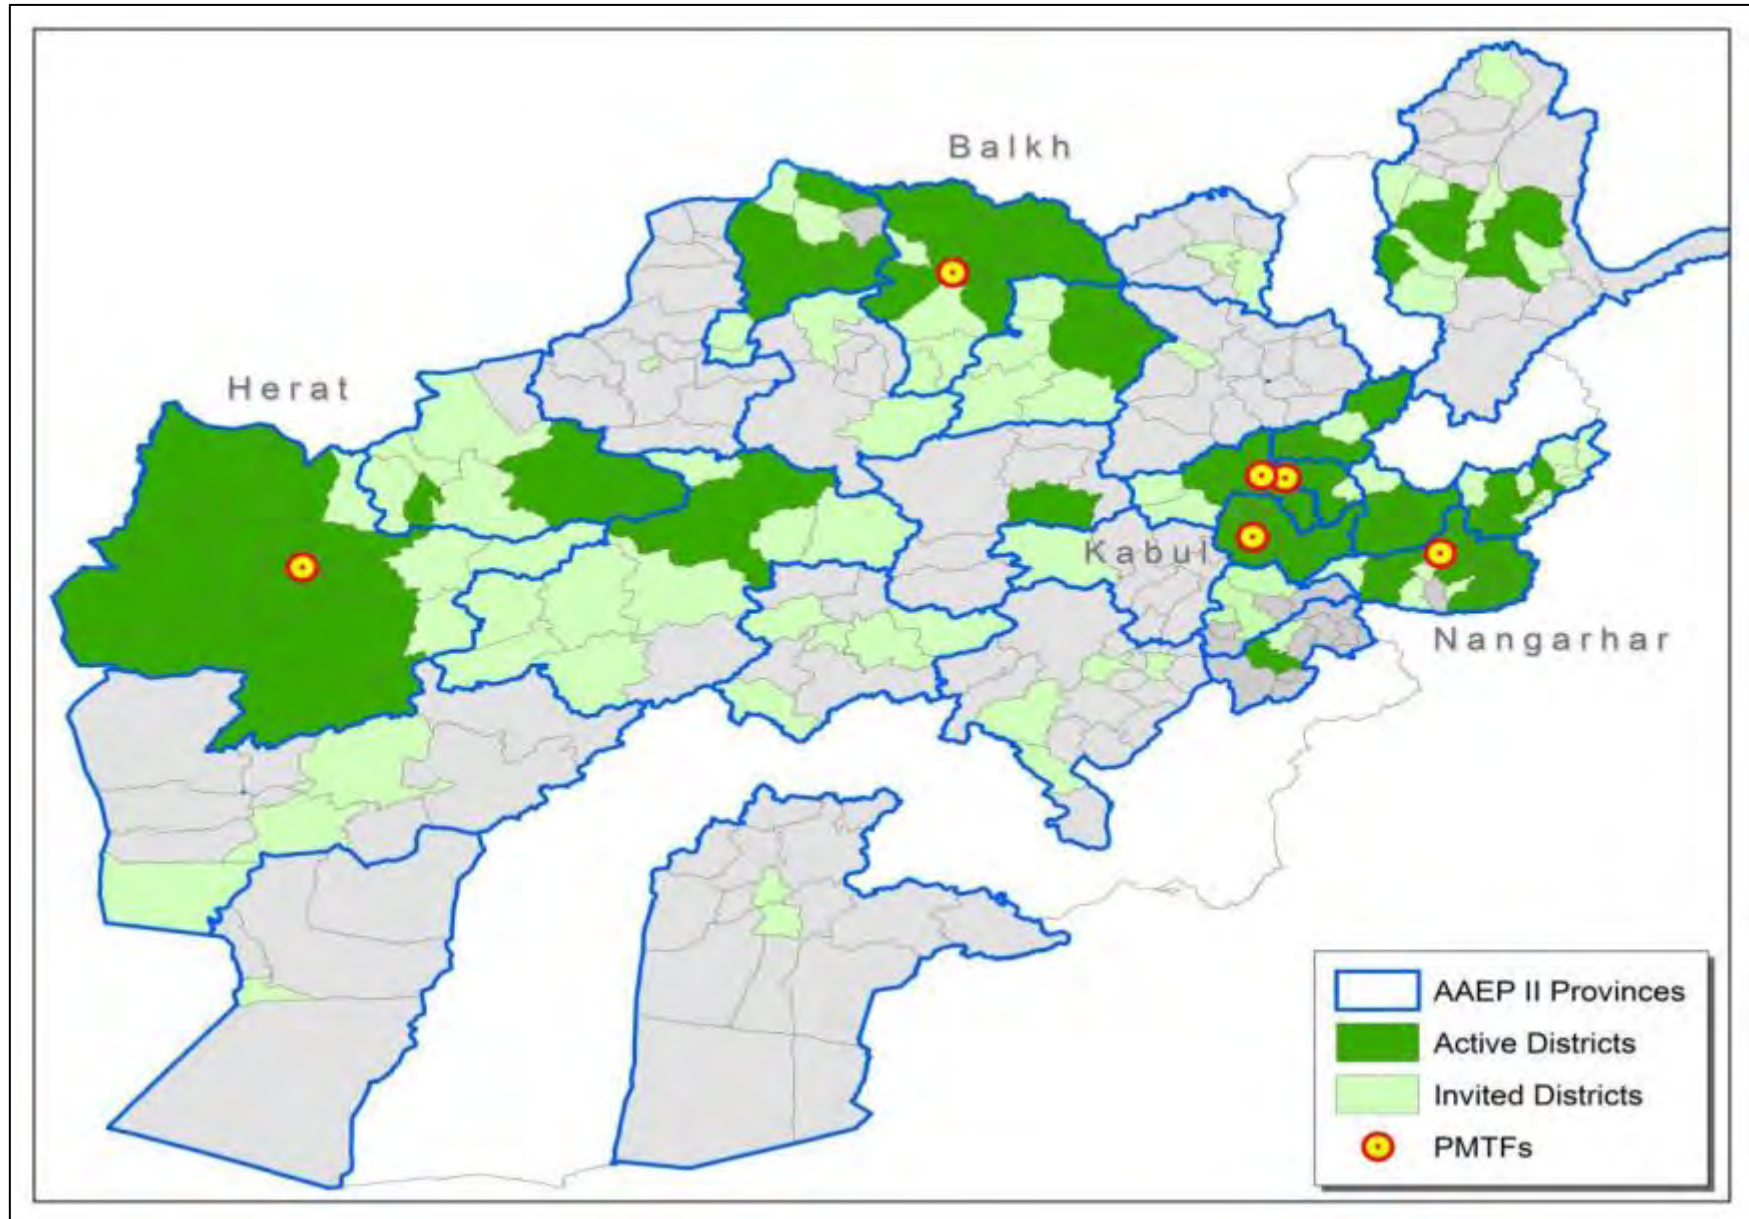 Balkh
Herat
Kabul
Nangarhar
AAEP II Provinces
Active Districts
Invited Districts
PMTFs